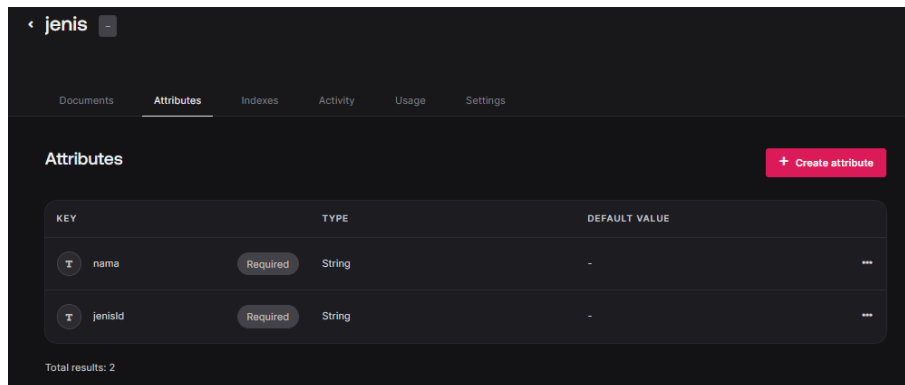 jenis -
Documents Attributes Indexes Activity Usage Settings
Attributes
+ Create attribute
KEY TYPE DEFAULT VALUE
T nama Required String -
T jenisId Required String -
Total results: 2